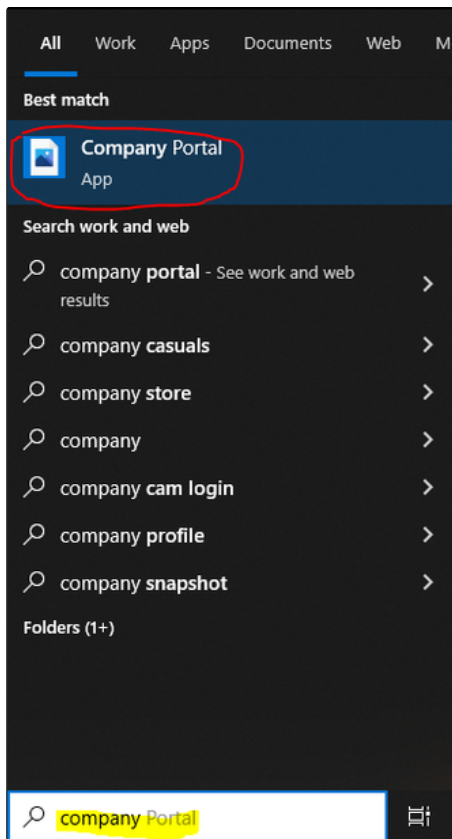 All Work Apps Documents Web M
Best match
Company Portal
App
Search work and web
company portal - See work and web
results
company casuals
company store
company
company cam login
company profile
company snapshot
Folders (1+)
company Portal